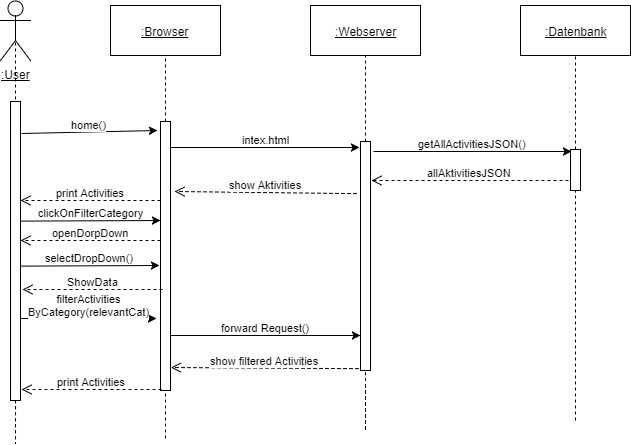 :User
:Browser
:Webserver
:Datenbank
home()
intex.html
getAllActivitiesJSON()
allAktivitiesJSON
show Aktivities
print Activities
clickOnFilterCategory
openDorpDown
selectDropDown()
ShowData
filterActivities
ByCategory(relevantCat)
forward Request()
show filtered Activities
print Activities